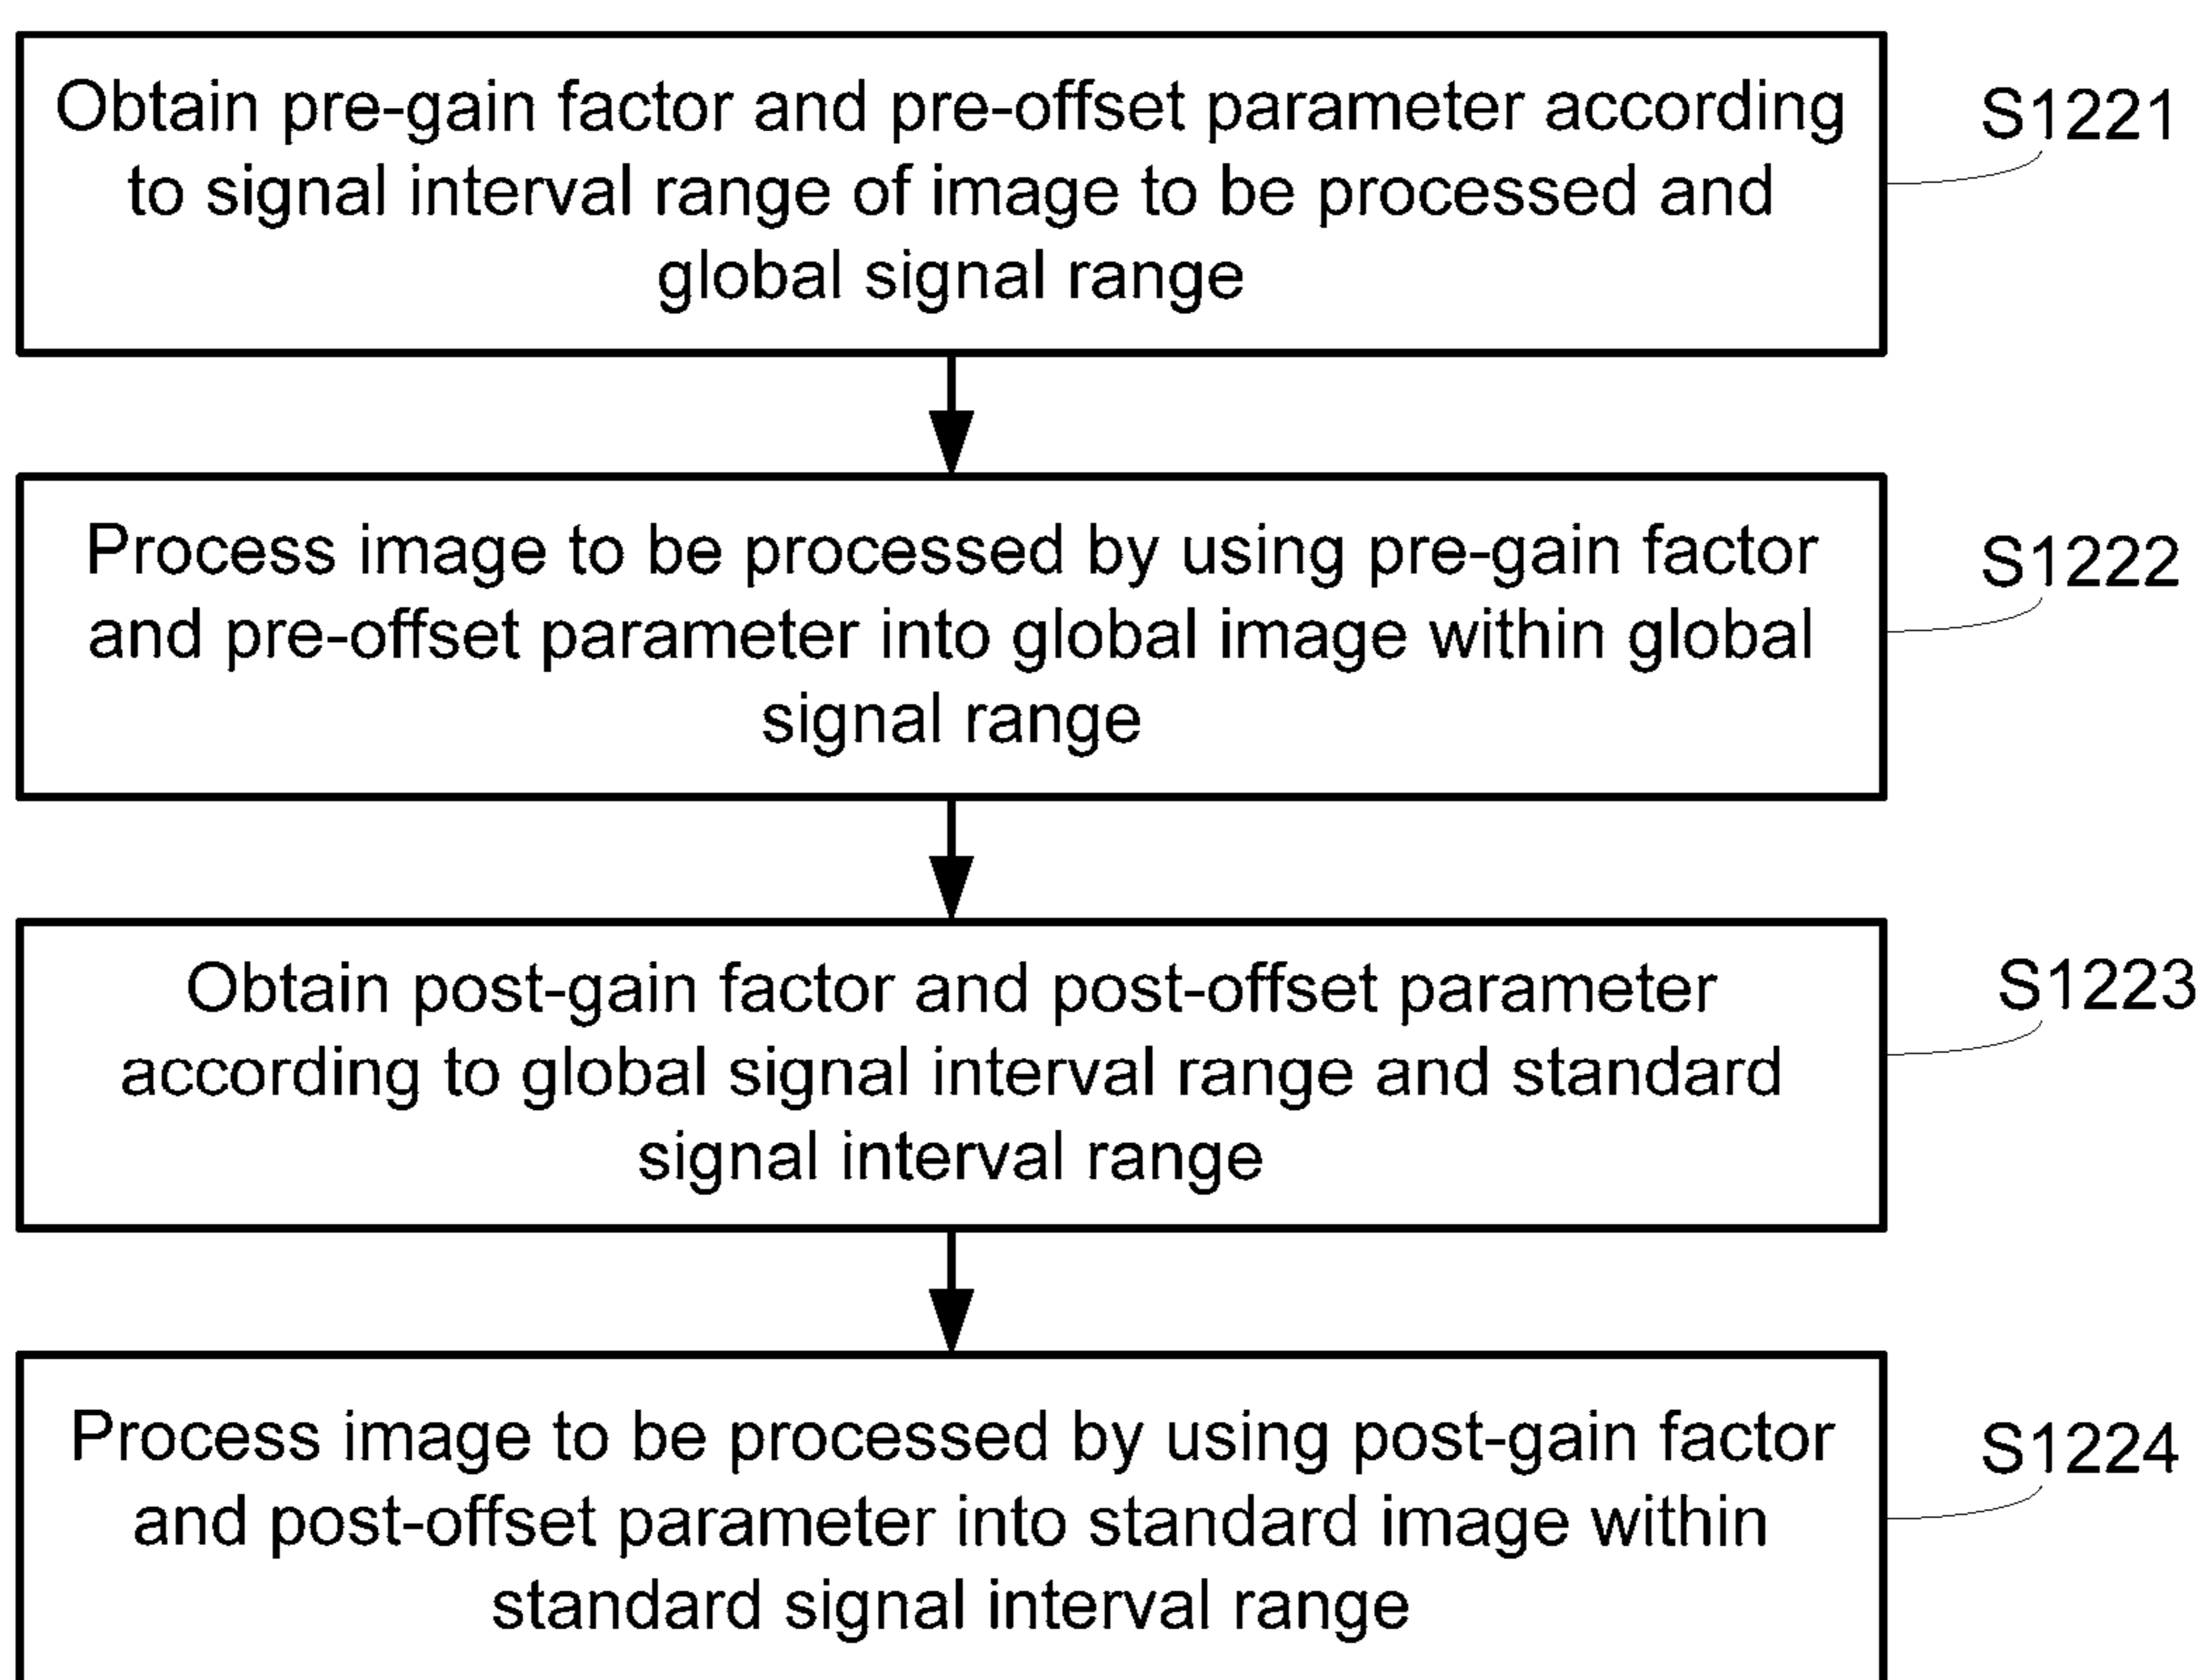 Obtain pre-gain factor and pre-offset parameter according
to signal interval range of image to be processed and
global signal range
S1221
Process image to be processed by using pre-gain factor
and pre-offset parameter into global image within global
signal range
S1222
Obtain post-gain factor and post-offset parameter
according to global signal interval range and standard
signal interval range
S1223
Process image to be processed by using post-gain factor
and post-offset parameter into standard image within
standard signal interval range
S1224